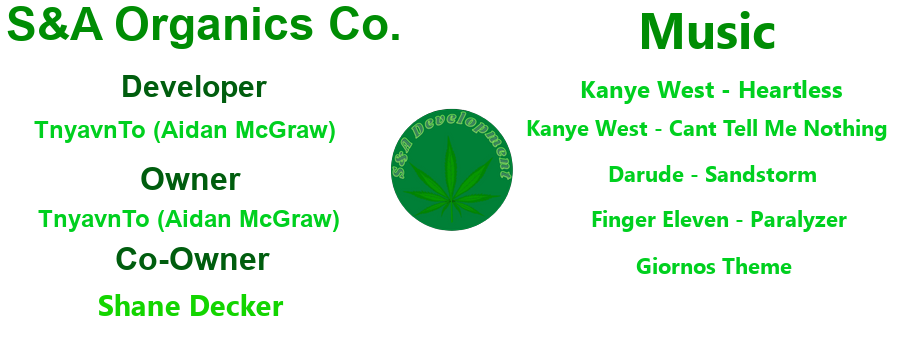 S&A Organics Co.
Developer
TnyavnTo (Aidan McGraw)
Owner
TnyavnTo (Aidan McGraw)
Co-Owner
Shane Decker
S&A Development
Music
Kanye West - Heartless
Kanye West - Cant Tell Me Nothing
Darude - Sandstorm
Finger Eleven - Paralyzer
Giornos Theme